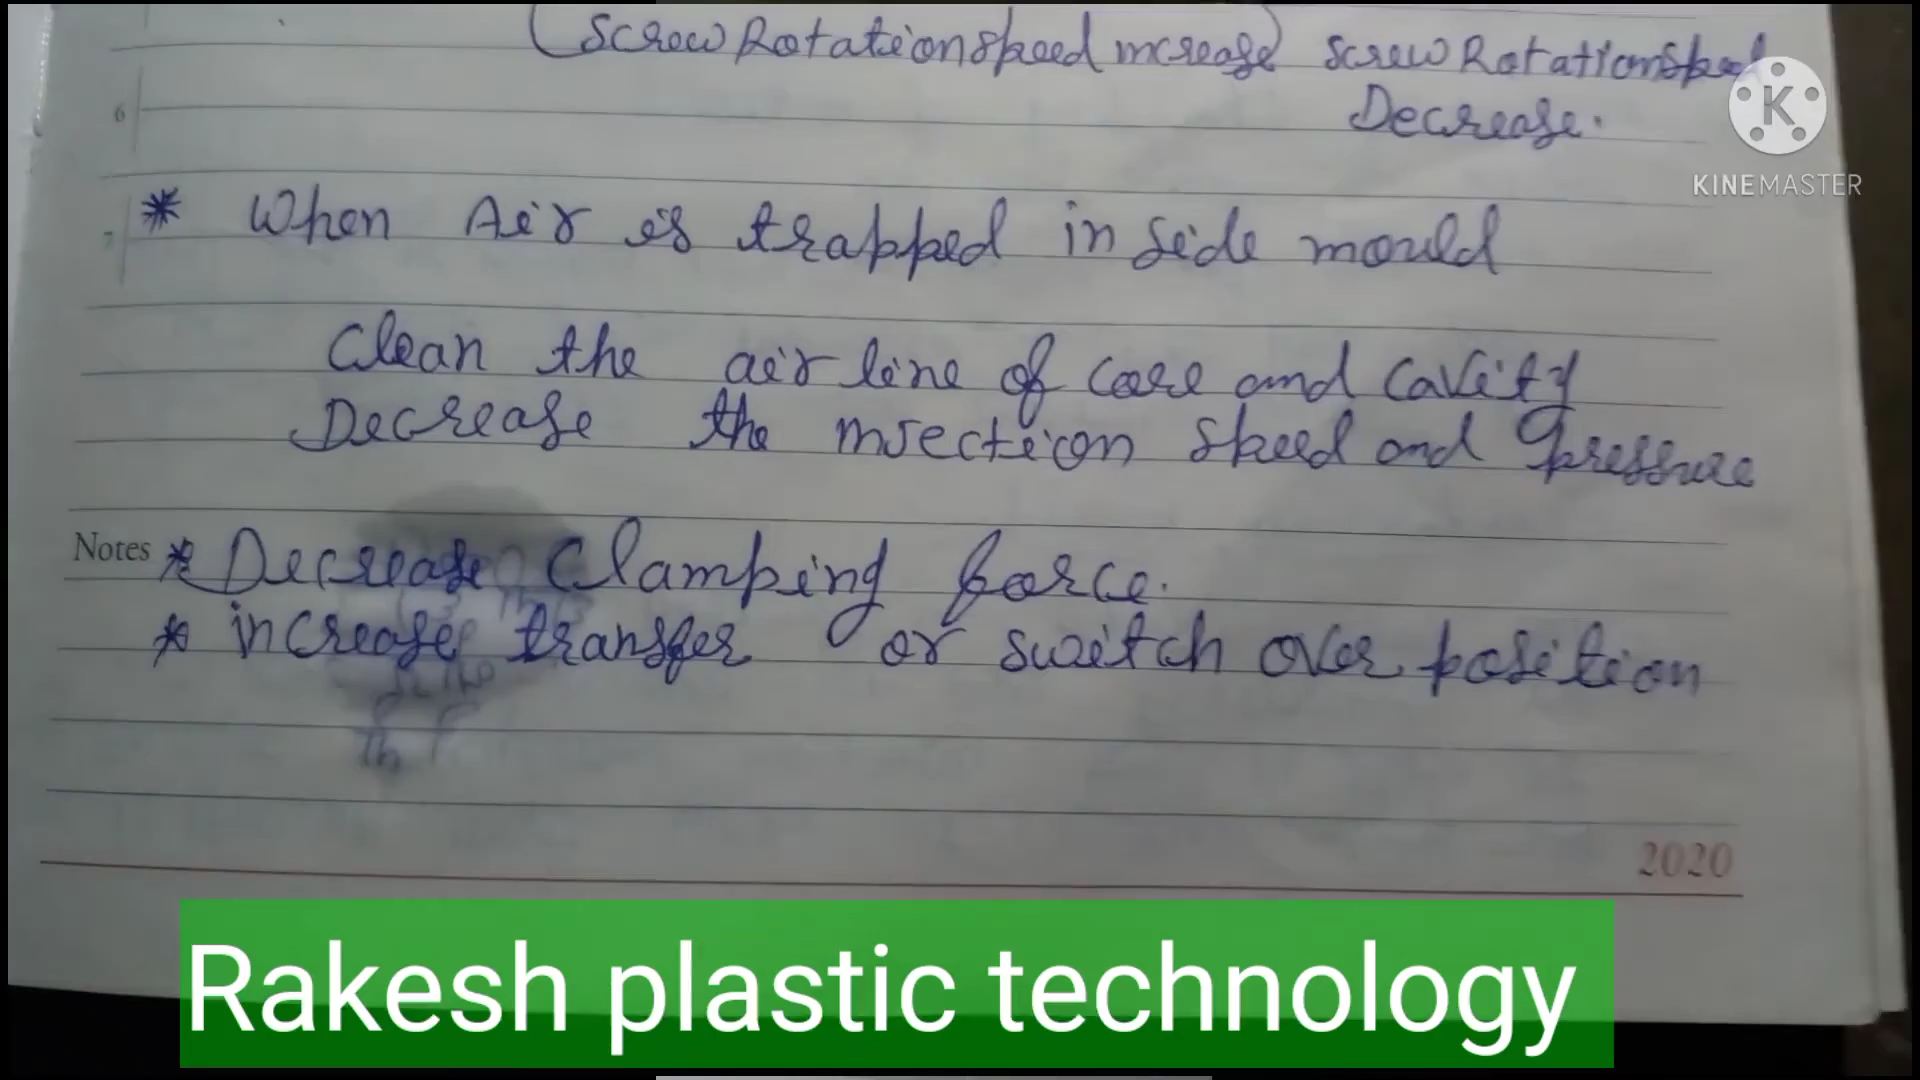 (Screw Rotation speed increase) Screw Rotation Speed
Decrease.
6
KINEMASTER
* When Air is trapped in side mould
7
Clean the air line of core and cavity
Decrease the injection speed and pressure
Notes * Decrease Clamping force.
* increase transfer or switch over position
2020
Rakesh plastic technology